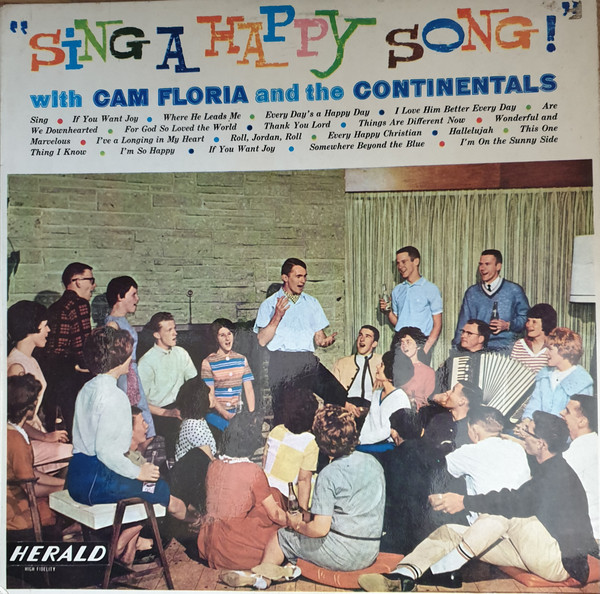 "SING A HAPPY SONG!"
with CAM FLORIA and the CONTINENTALS
Sing • If You Want Joy • Where He Leads Me • Every Day's a Happy Day • I Love Him Better Every Day • Are
We Downhearted • For God So Loved the World • Thank You Lord • Things Are Different Now • Wonderful and
Marvelous • I've a Longing in My Heart • Roll, Jordan, Roll • Every Happy Christian • Hallelujah • This One
Thing I Know • I'm So Happy • If You Want Joy • Somewhere Beyond the Blue • I'm On the Sunny Side
HERALD
HIGH FIDELITY